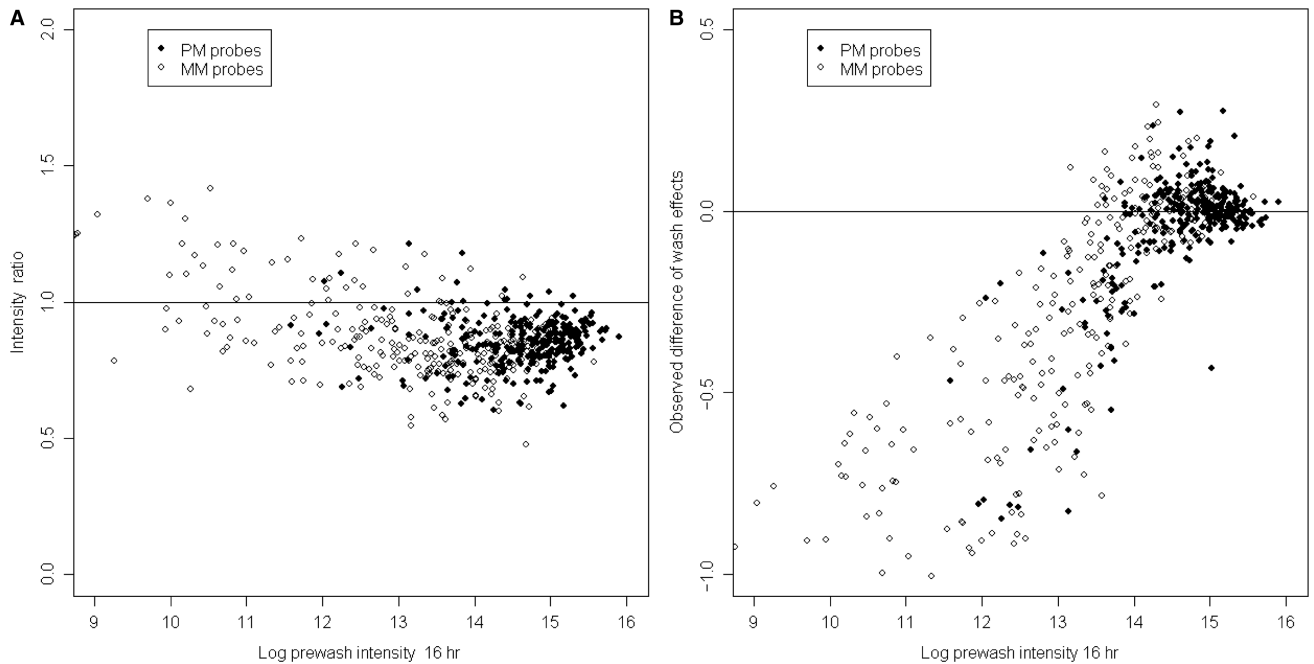 A
PM probes
MM probes
Intensity ratio
2.0
1.5
1.0
0.5
0.0
9 10 11 12 13 14 15 16
Log prewash intensity 16 hr
B
PM probes
MM probes
Observed difference of wash effects
0.5
0.0
−0.5
−1.0
9 10 11 12 13 14 15 16
Log prewash intensity 16 hr